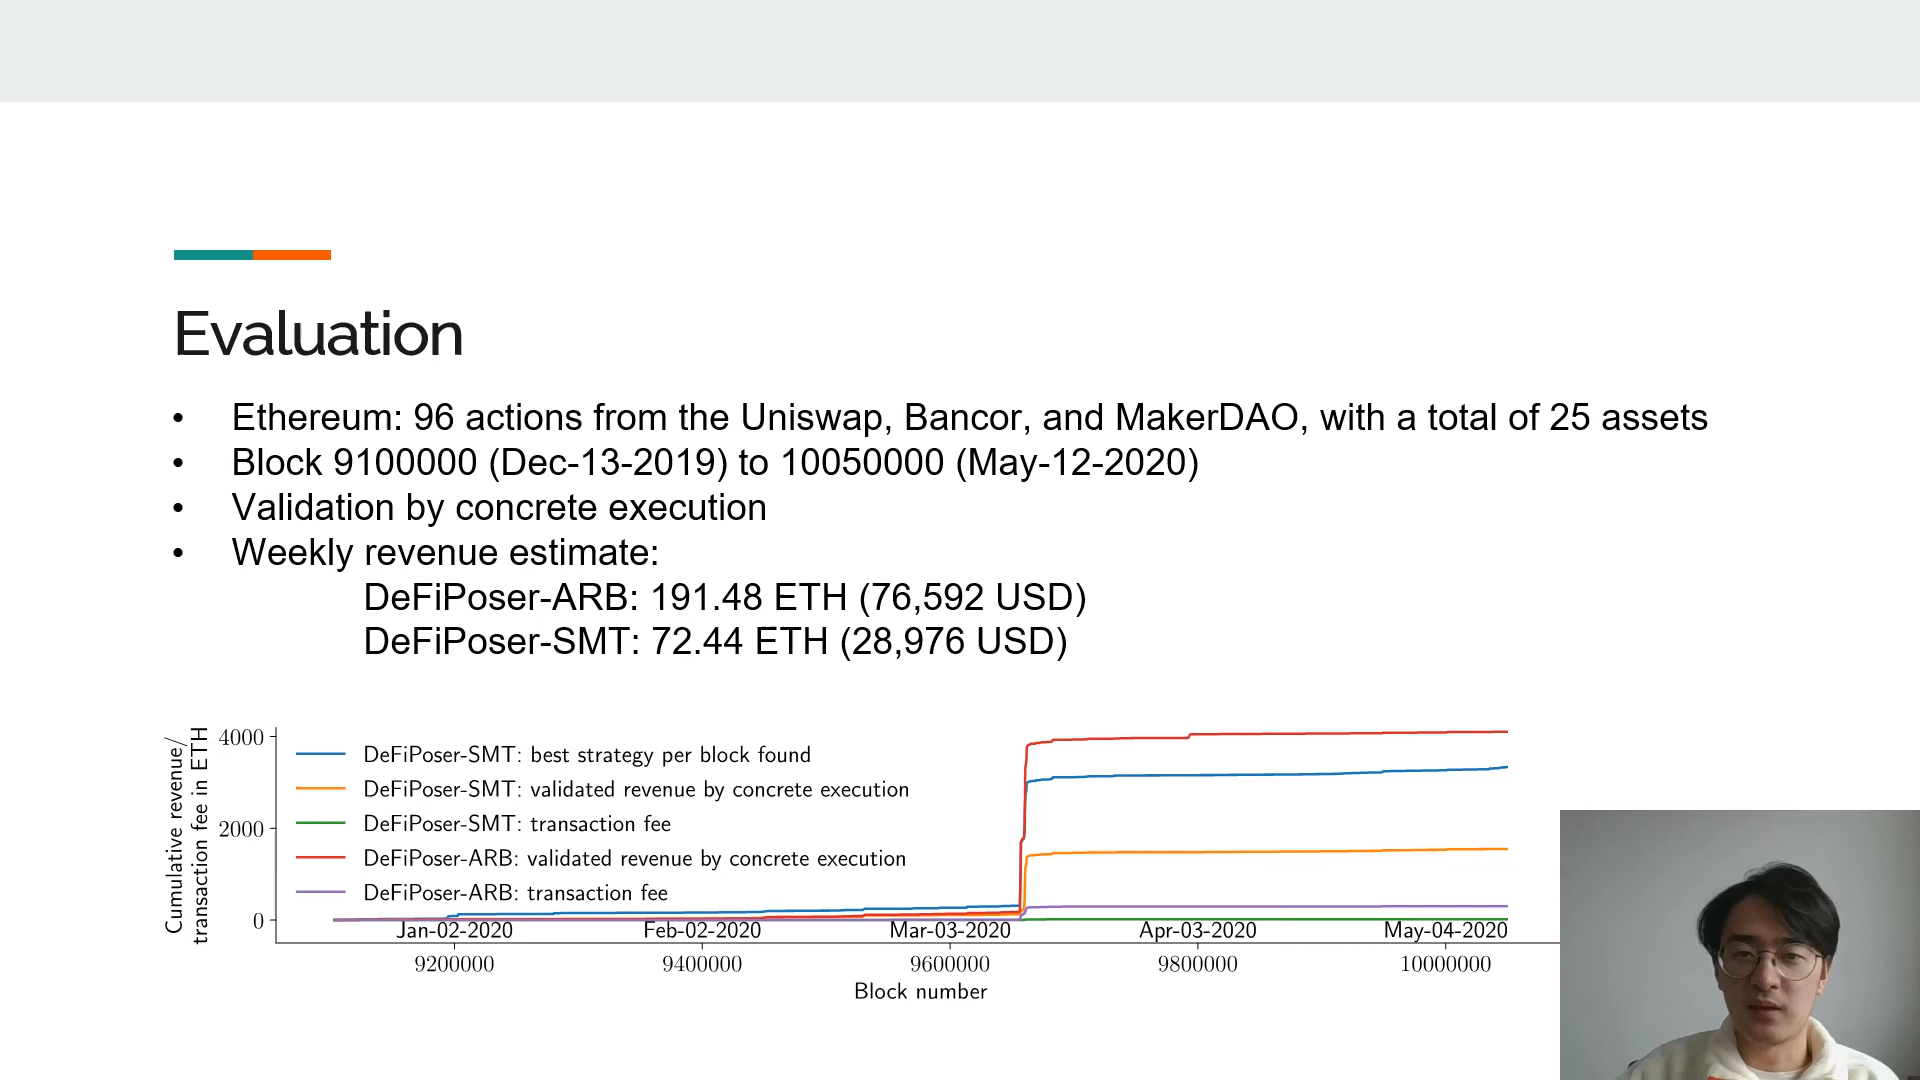 Evaluation
• Ethereum: 96 actions from the Uniswap, Bancor, and MakerDAO, with a total of 25 assets
• Block 9100000 (Dec-13-2019) to 10050000 (May-12-2020)
• Validation by concrete execution
• Weekly revenue estimate:
DeFiPoser-ARB: 191.48 ETH (76,592 USD)
DeFiPoser-SMT: 72.44 ETH (28,976 USD)
Cumulative revenue/
transaction fee in ETH
4000
2000
0
DeFiPoser-SMT: best strategy per block found
DeFiPoser-SMT: validated revenue by concrete execution
DeFiPoser-SMT: transaction fee
DeFiPoser-ARB: validated revenue by concrete execution
DeFiPoser-ARB: transaction fee
Jan-02-2020 Feb-02-2020 Mar-03-2020 Apr-03-2020 May-04-2020
9200000 9400000 9600000 9800000 10000000
Block number